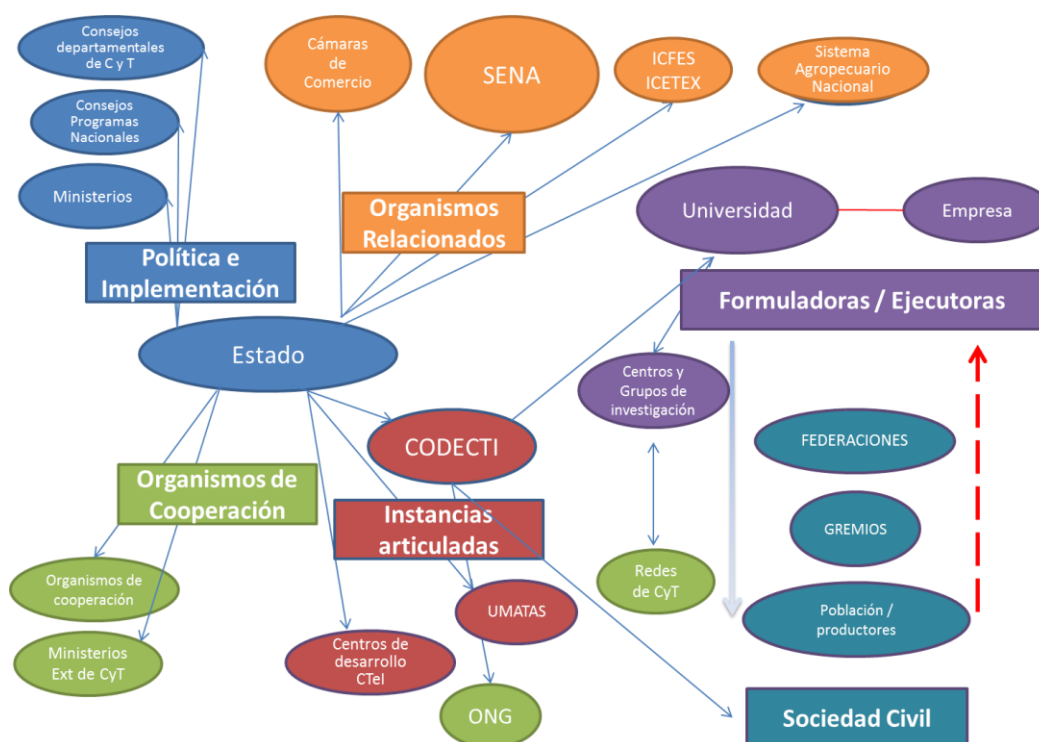 Consejos
departamentales
de C y T
Cámaras
de
Comercio
SENA
ICFES
ICETEX
Sistema
Agropecuario
Nacional
Consejos
Programas
Nacionales
Ministerios
Organismos
Relacionados
Universidad
Empresa
Política e
Implementación
Formuladoras / Ejecutoras
Estado
Centros y
Grupos de
investigación
CODECTI
FEDERACIONES
Organismos de
Cooperación
Instancias
articuladas
GREMIOS
Organismos de
cooperación
Redes
de CyT
UMATAS
Población /
productores
Ministerios
Ext de CyT
Centros de
desarrollo
CTeI
ONG
Sociedad Civil